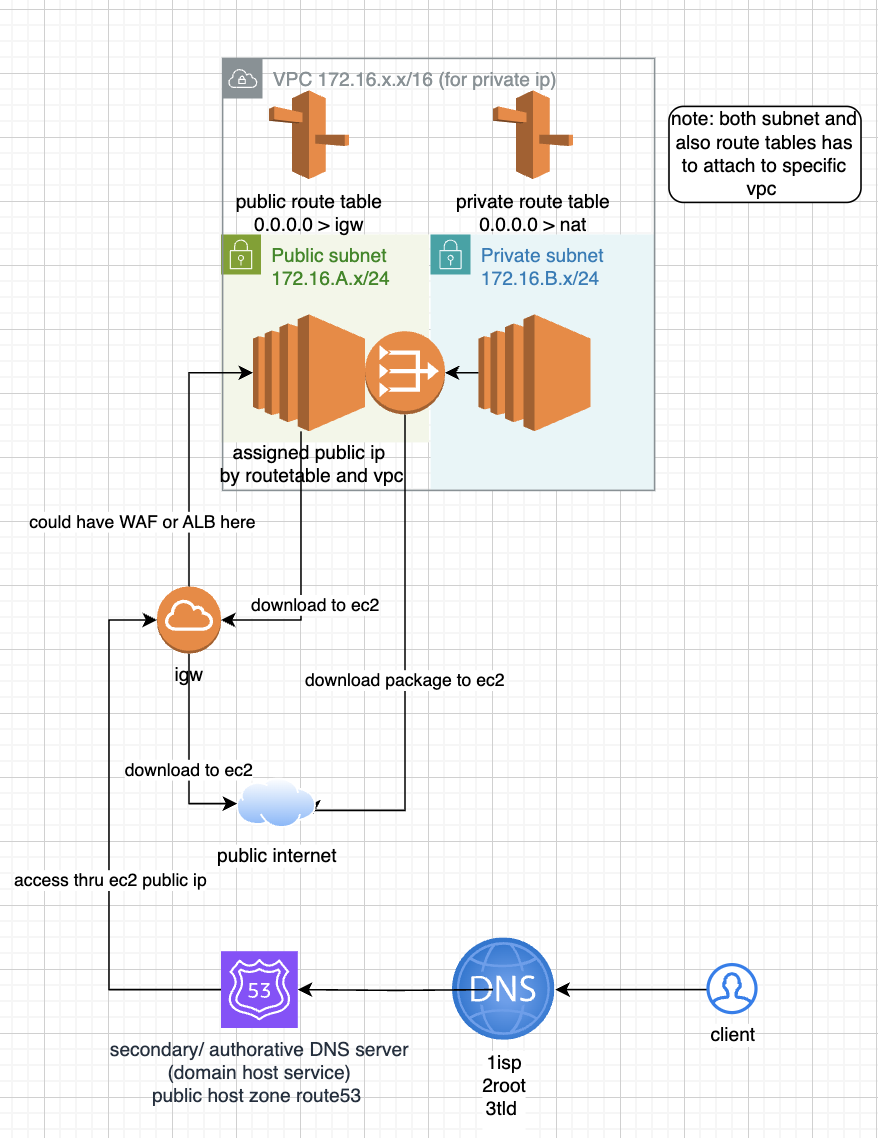 VPC 172.16.x.x/16 (for private ip)
note: both subnet and
also route tables has
to attach to specific
vpc
public route table
0.0.0.0 > igw
private route table
0.0.0.0 > nat
Public subnet
172.16.A.x/24
Private subnet
172.16.B.x/24
assigned public ip
by routetable and vpc
could have WAF or ALB here
download to ec2
igw
download package to ec2
download to ec2
public internet
access thru ec2 public ip
53
DNS
client
secondary/ authorative DNS server
(domain host service)
public host zone route53
1isp
2root
3tld